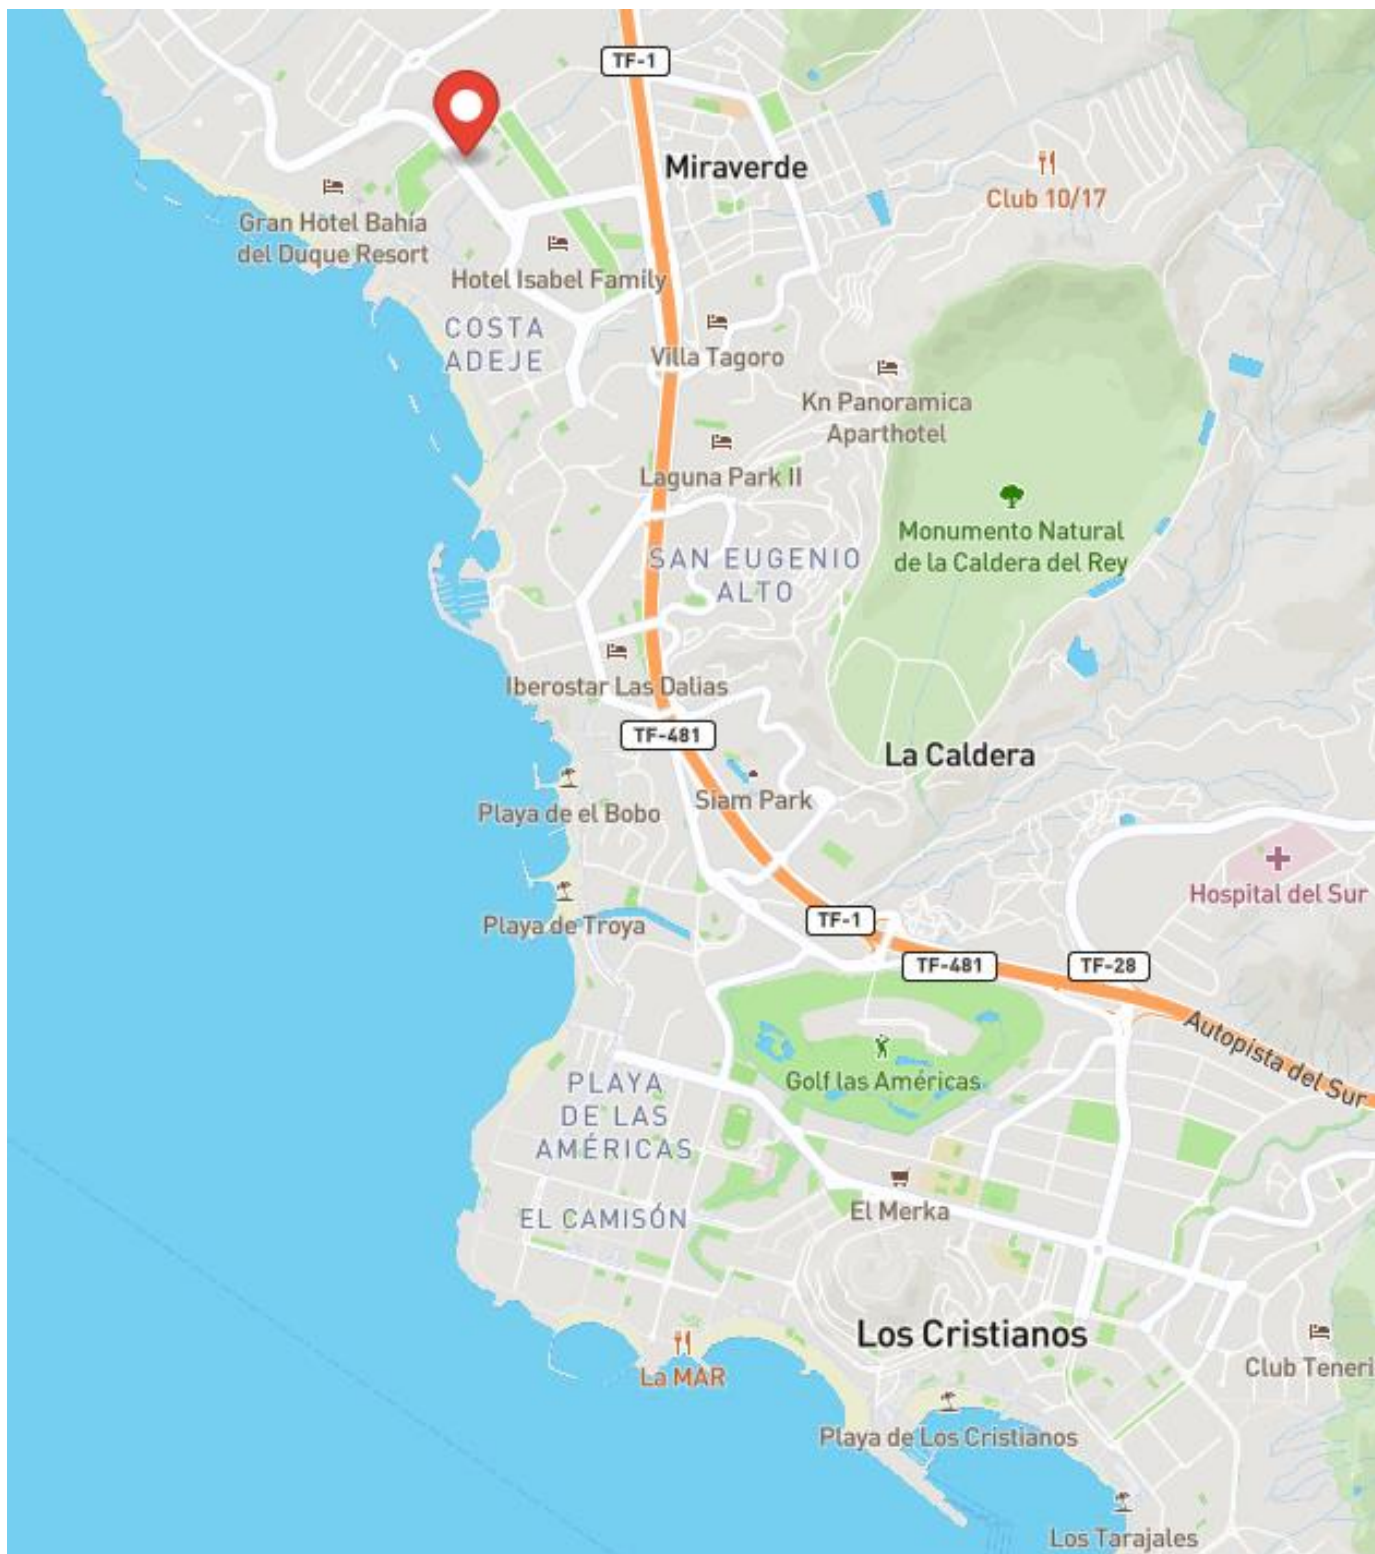 TF-1
Miraverde
Club 10/17
Gran Hotel Bahía
del Duque Resort
Hotel Isabel Family
COSTA
ADEJE
Villa Tagoro
Kn Panoramica
Aparthotel
Laguna Park II
Monumento Natural
de la Caldera del Rey
SAN EUGENIO
ALTO
Iberostar Las Dalias
TF-481
La Caldera
Siam Park
Playa de el Bobo
Hospital del Sur
Playa de Troya
TF-1
TF-481
TF-28
Autopista del Sur
Golf las Américas
PLAYA
DE LAS
AMÉRICAS
El Merka
EL CAMISÓN
Los Cristianos
Club Teneri
La MAR
Playa de Los Cristianos
Los Tarajales